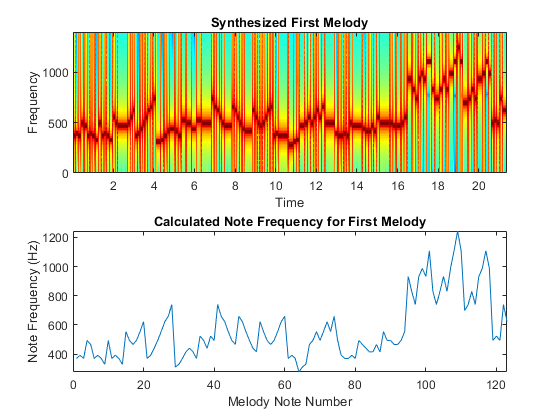 Synthesized First Melody
1000
500
0
Frequency
2 4 6 8 10 12 14 16 18 20
Time
Calculated Note Frequency for First Melody
1200
1000
800
600
400
Note Frequency (Hz)
0 20 40 60 80 100 120
Melody Note Number